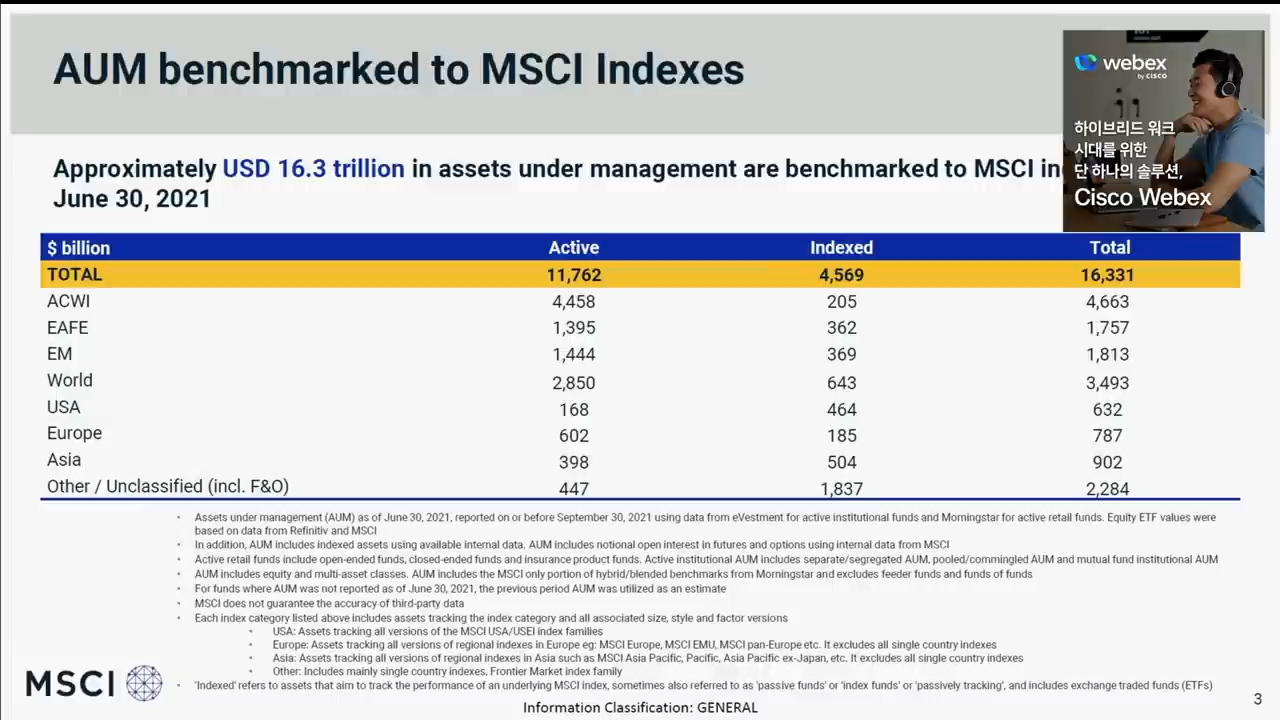 AUM benchmarked to MSCI Indexes
webex
by CISCO
하이브리드 워크
시대를 위한
단 하나의 솔루션,
Cisco Webex
Approximately USD 16.3 trillion in assets under management are benchmarked to MSCI
June 30, 2021
$ billion Active Indexed Total
TOTAL 11,762 4,569 16,331
ACWI 4,458 205 4,663
EAFE 1,395 362 1,757
EM 1,444 369 1,813
World 2,850 643 3,493
USA 168 464 632
Europe 602 185 787
Asia 398 504 902
Other / Unclassified (incl. F&O) 447 1,837 2,284
• Assets under management (AUM) as of June 30, 2021, reported on or before September 30, 2021 using data from eVestment for active institutional funds and Morningstar for active retail funds. Equity ETF values were
based on data from Refinitiv and MSCI
• In addition, AUM includes indexed assets using available internal data. AUM includes notional open interest in futures and options using internal data from MSCI
• Active retail funds include open-ended funds, closed-ended funds and insurance product funds. Active institutional AUM includes separate/segregated AUM, pooled/commingled AUM and mutual fund institutional AUM
• AUM includes equity and multi-asset classes. AUM includes the MSCI only portion of hybrid/blended benchmarks from Morningstar and excludes feeder funds and funds of funds
• For funds where AUM was not reported as of June 30, 2021, the previous period AUM was utilized as an estimate
• MSCI does not guarantee the accuracy of third-party data
• Each index category listed above includes assets tracking the index category and all associated size, style and factor versions
• USA: Assets tracking all versions of the MSCI USA/USEI index families
• Europe: Assets tracking all versions of regional indexes in Europe eg: MSCI Europe, MSCI EMU, MSCI pan-Europe etc. It excludes all single country indexes
• Asia: Assets tracking all versions of regional indexes in Asia such as MSCI Asia Pacific, Pacific, Asia Pacific ex-Japan, etc. It excludes all single country indexes
• Other: Includes mainly single country indexes, Frontier Market index family
• 'Indexed' refers to assets that aim to track the performance of an underlying MSCI index, sometimes also referred to as 'passive funds' or 'index funds' or 'passively tracking', and includes exchange traded funds (ETFs)
MSCI
3
Information Classification: GENERAL